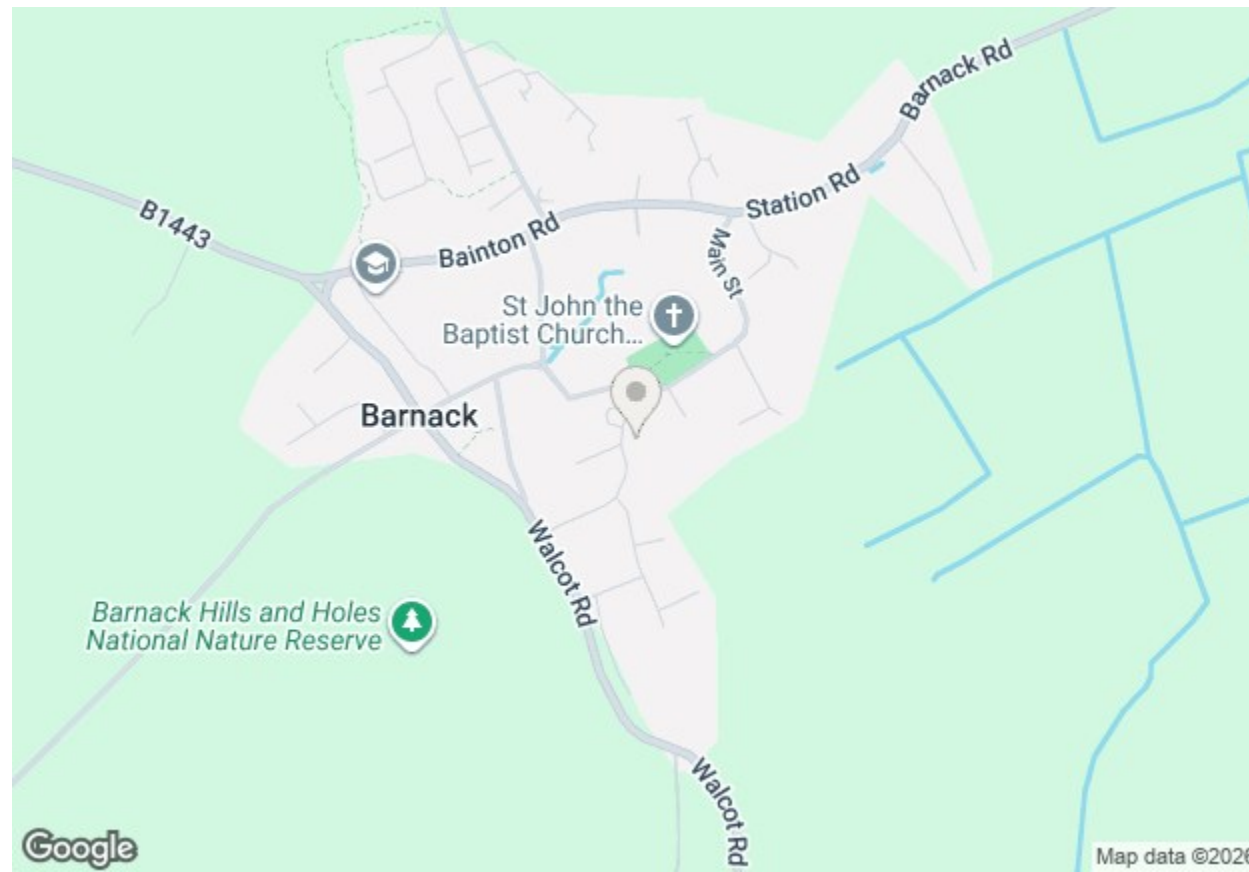 Barnack Rd
Station Rd
B1443
Bainton Rd
Main St
St John the
Baptist Church...
Barnack
Walcot Rd
Barnack Hills and Holes
National Nature Reserve
Walcot Rd
Google
Map data ©2026